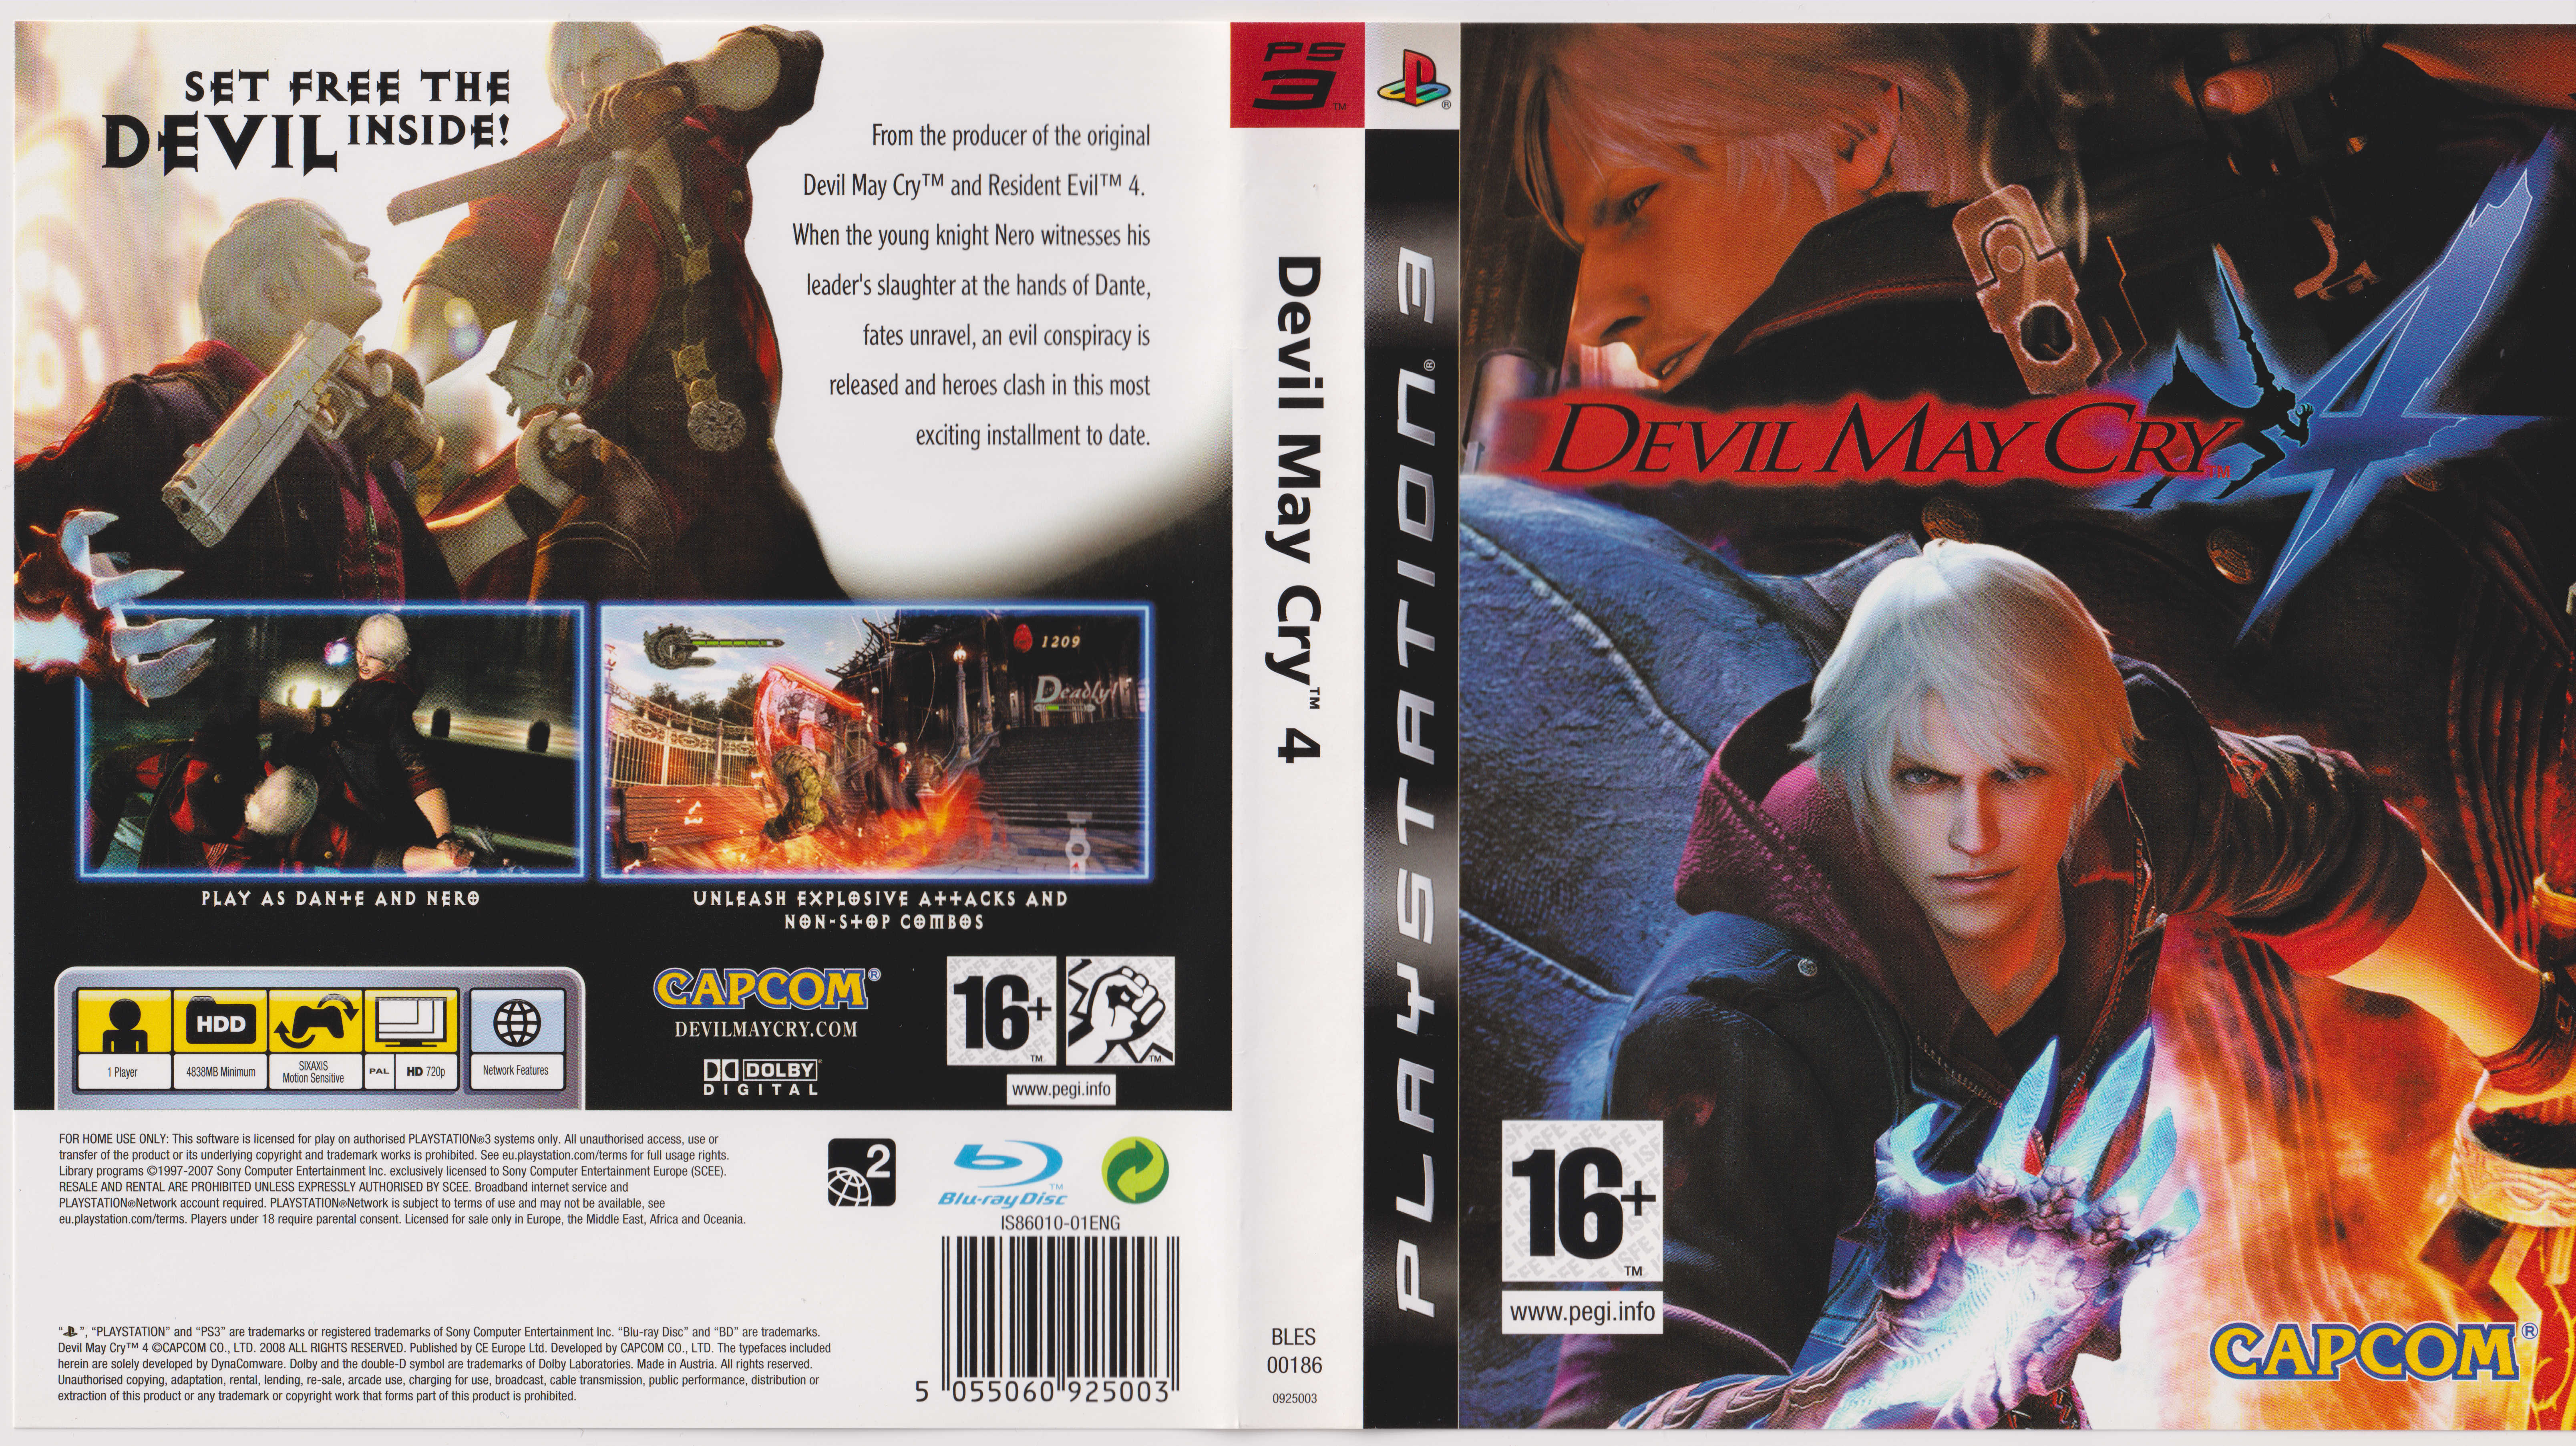 SET FREE THE
DEVIL INSIDE!
From the producer of the original
Devil May Cry™ and Resident Evil™ 4.
When the young knight Nero witnesses his
leader's slaughter at the hands of Dante,
fates unravel, an evil conspiracy is
released and heroes clash in this most
exciting installment to date.
1209
Deadly!
PLAY AS DANTE AND NERO
UNLEASH EXPLOSIVE ATTACKS AND
NON-STOP COMBOS
HDD
1 Player
4838MB Minimum
SIXAXIS
Motion Sensitive
PAL
HD 720p
Network Features
CAPCOM®
DEVILMAYCRY.COM
DOLBY
DIGITAL
16+™
™
www.pegi.info
FOR HOME USE ONLY: This software is licensed for play on authorised PLAYSTATION®3 systems only. All unauthorised access, use or
transfer of the product or its underlying copyright and trademark works is prohibited. See eu.playstation.com/terms for full usage rights.
Library programs ©1997-2007 Sony Computer Entertainment Inc. exclusively licensed to Sony Computer Entertainment Europe (SCEE).
RESALE AND RENTAL ARE PROHIBITED UNLESS EXPRESSLY AUTHORISED BY SCEE. Broadband internet service and
PLAYSTATION®Network account required. PLAYSTATION®Network is subject to terms of use and may not be available, see
eu.playstation.com/terms. Players under 18 require parental consent. Licensed for sale only in Europe, the Middle East, Africa and Oceania.
2
Blu-ray Disc™
IS86010-01ENG
5 055060 925003
"", "PLAYSTATION" and "PS3" are trademarks or registered trademarks of Sony Computer Entertainment Inc. "Blu-ray Disc" and "BD" are trademarks.
Devil May Cry™ 4 ©CAPCOM CO., LTD. 2008 ALL RIGHTS RESERVED. Published by CE Europe Ltd. Developed by CAPCOM CO., LTD. The typefaces included
herein are solely developed by DynaComware. Dolby and the double-D symbol are trademarks of Dolby Laboratories. Made in Austria. All rights reserved.
Unauthorised copying, adaptation, rental, lending, re-sale, arcade use, charging for use, broadcast, cable transmission, public performance, distribution or
extraction of this product or any trademark or copyright work that forms part of this product is prohibited.
PS3™
Devil May Cry™ 4
BLES
00186
0925003
PLAYSTATION®3
DEVIL MAY CRY™ 4
16+™
www.pegi.info
CAPCOM®